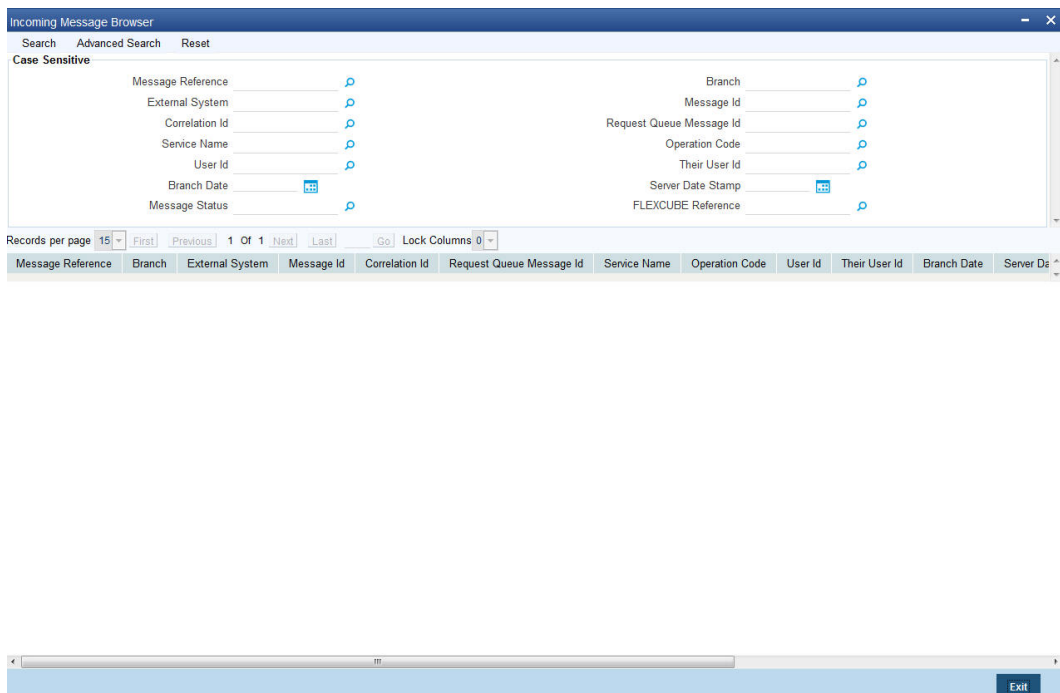 Incoming Message Browser
Search Advanced Search Reset
Case Sensitive
Message Reference Branch
External System Message Id
Correlation Id Request Queue Message Id
Service Name Operation Code
User Id Their User Id
Branch Date Server Date Stamp
Message Status FLEXCUBE Reference
Records per page 15 First Previous 1 Of 1 Next Last Go Lock Columns 0
Message Reference Branch External System Message Id Correlation Id Request Queue Message Id Service Name Operation Code User Id Their User Id Branch Date Server Da
Exit